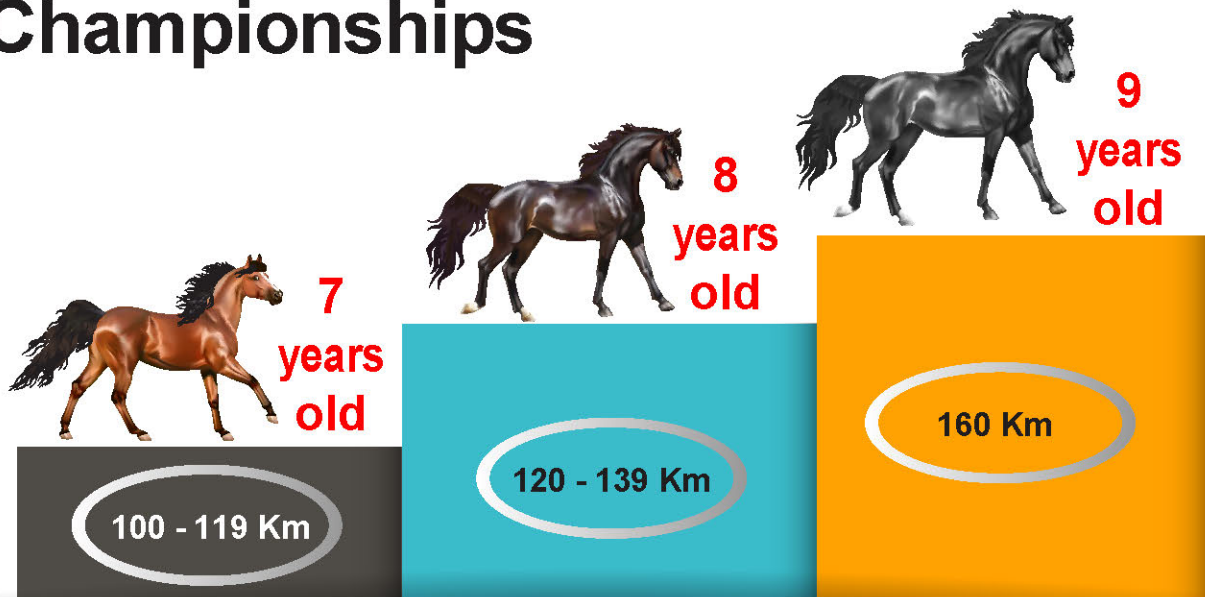 Championships
7
years
old
100 - 119 Km
8
years
old
120 - 139 Km
9
years
old
160 Km